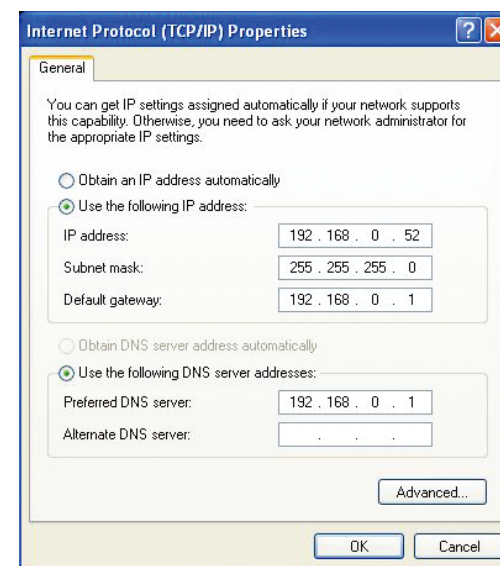 Internet Protocol (TCP/IP) Properties
General
You can get IP settings assigned automatically if your network supports
this capability. Otherwise, you need to ask your network administrator for
the appropriate IP settings.
Obtain an IP address automatically
Use the following IP address:
IP address: 192 . 168 . 0 . 52
Subnet mask: 255 . 255 . 255 . 0
Default gateway: 192 . 168 . 0 . 1
Obtain DNS server address automatically
Use the following DNS server addresses:
Preferred DNS server: 192 . 168 . 0 . 1
Alternate DNS server: . . .
Advanced...
OK Cancel